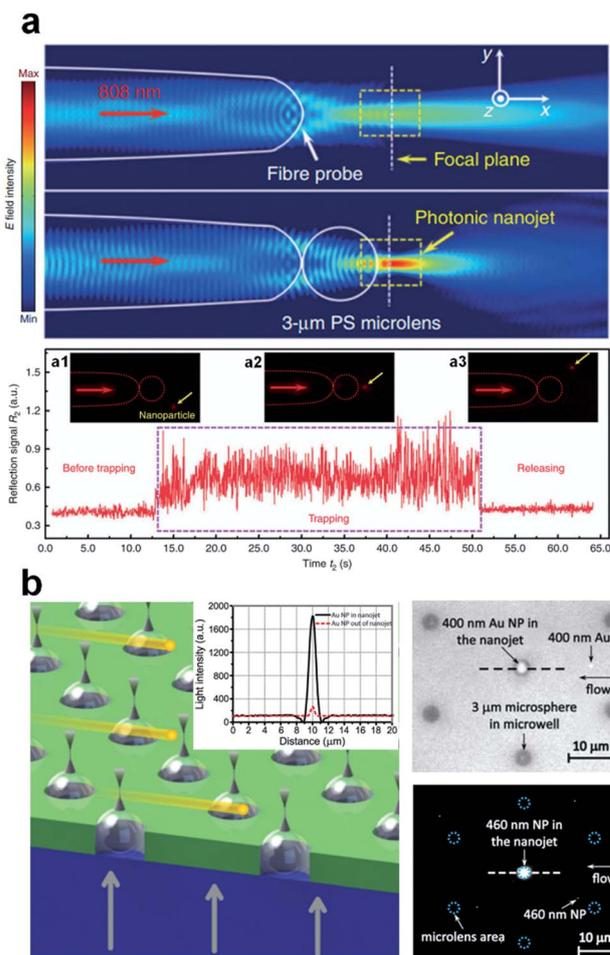 a
Max
E field intensity
Min
808 nm
y
z
x
Fibre probe
Focal plane
Photonic nanojet
3-μm PS microlens
Reflection signal R2 (a.u.)
1.5
1.2
0.9
0.6
0.3
a1
a2
a3
Nanoparticle
Before trapping
Trapping
Releasing
0.0 5.0 10.0 15.0 20.0 25.0 30.0 35.0 40.0 45.0 50.0 55.0 60.0 65.0
Time t2 (s)
b
Light intensity (a.u.)
2000
1600
1200
800
400
0
Au NP in nanojet
Au NP out of nanojet
0 2 4 6 8 10 12 14 16 18 20
Distance (μm)
400 nm Au NP in
the nanojet
400 nm Au
flow
3 μm microsphere
in microwell
10 μm
460 nm NP in
the nanojet
flow
460 nm NP
microlens area
10 μm